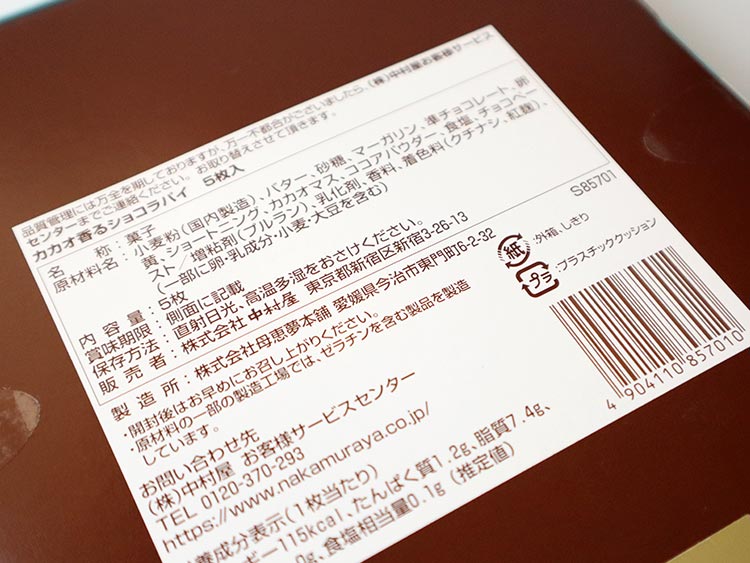 品質管理には万全を期しておりますが、万一不都合がございましたら、(株)中村屋お客様サービス
センターまでご連絡ください。お取り替えさせて頂きます。
カカオ香るショコラパイ 5枚入
名 称:菓子
原材料名:小麦粉(国内製造)、バター、砂糖、マーガリン、準チョコレート、卵
黄、ショートニング、カカオマス、ココアパウダー、食塩、チョコペー
スト/増粘剤(プルラン)、乳化剤、香料、着色料(クチナシ、紅麹)、
(一部に卵・乳成分・小麦・大豆を含む)
内 容 量:5枚
賞味期限:側面に記載
保存方法:直射日光、高温多湿をおさけください。
販 売 者:株式会社 中村屋 東京都新宿区新宿3-26-13
S85701
製 造 所:株式会社母恵夢本舗 愛媛県今治市東門町6-2-32
紙:外箱、しきり
プラ:プラスチッククッション
・開封後はお早めにお召し上がりください。
・原材料の一部の製造工場では、ゼラチンを含む製品を製造
しています。
お問い合わせ先
(株)中村屋 お客様サービスセンター
TEL 0120-370-293
https://www.nakamuraya.co.jp/
4 904110 857010
養成分表示(1枚当たり)
ビー115kcal、たんぱく質1.2g、脂質7.4g、
0g、食塩相当量0.1g(推定値)